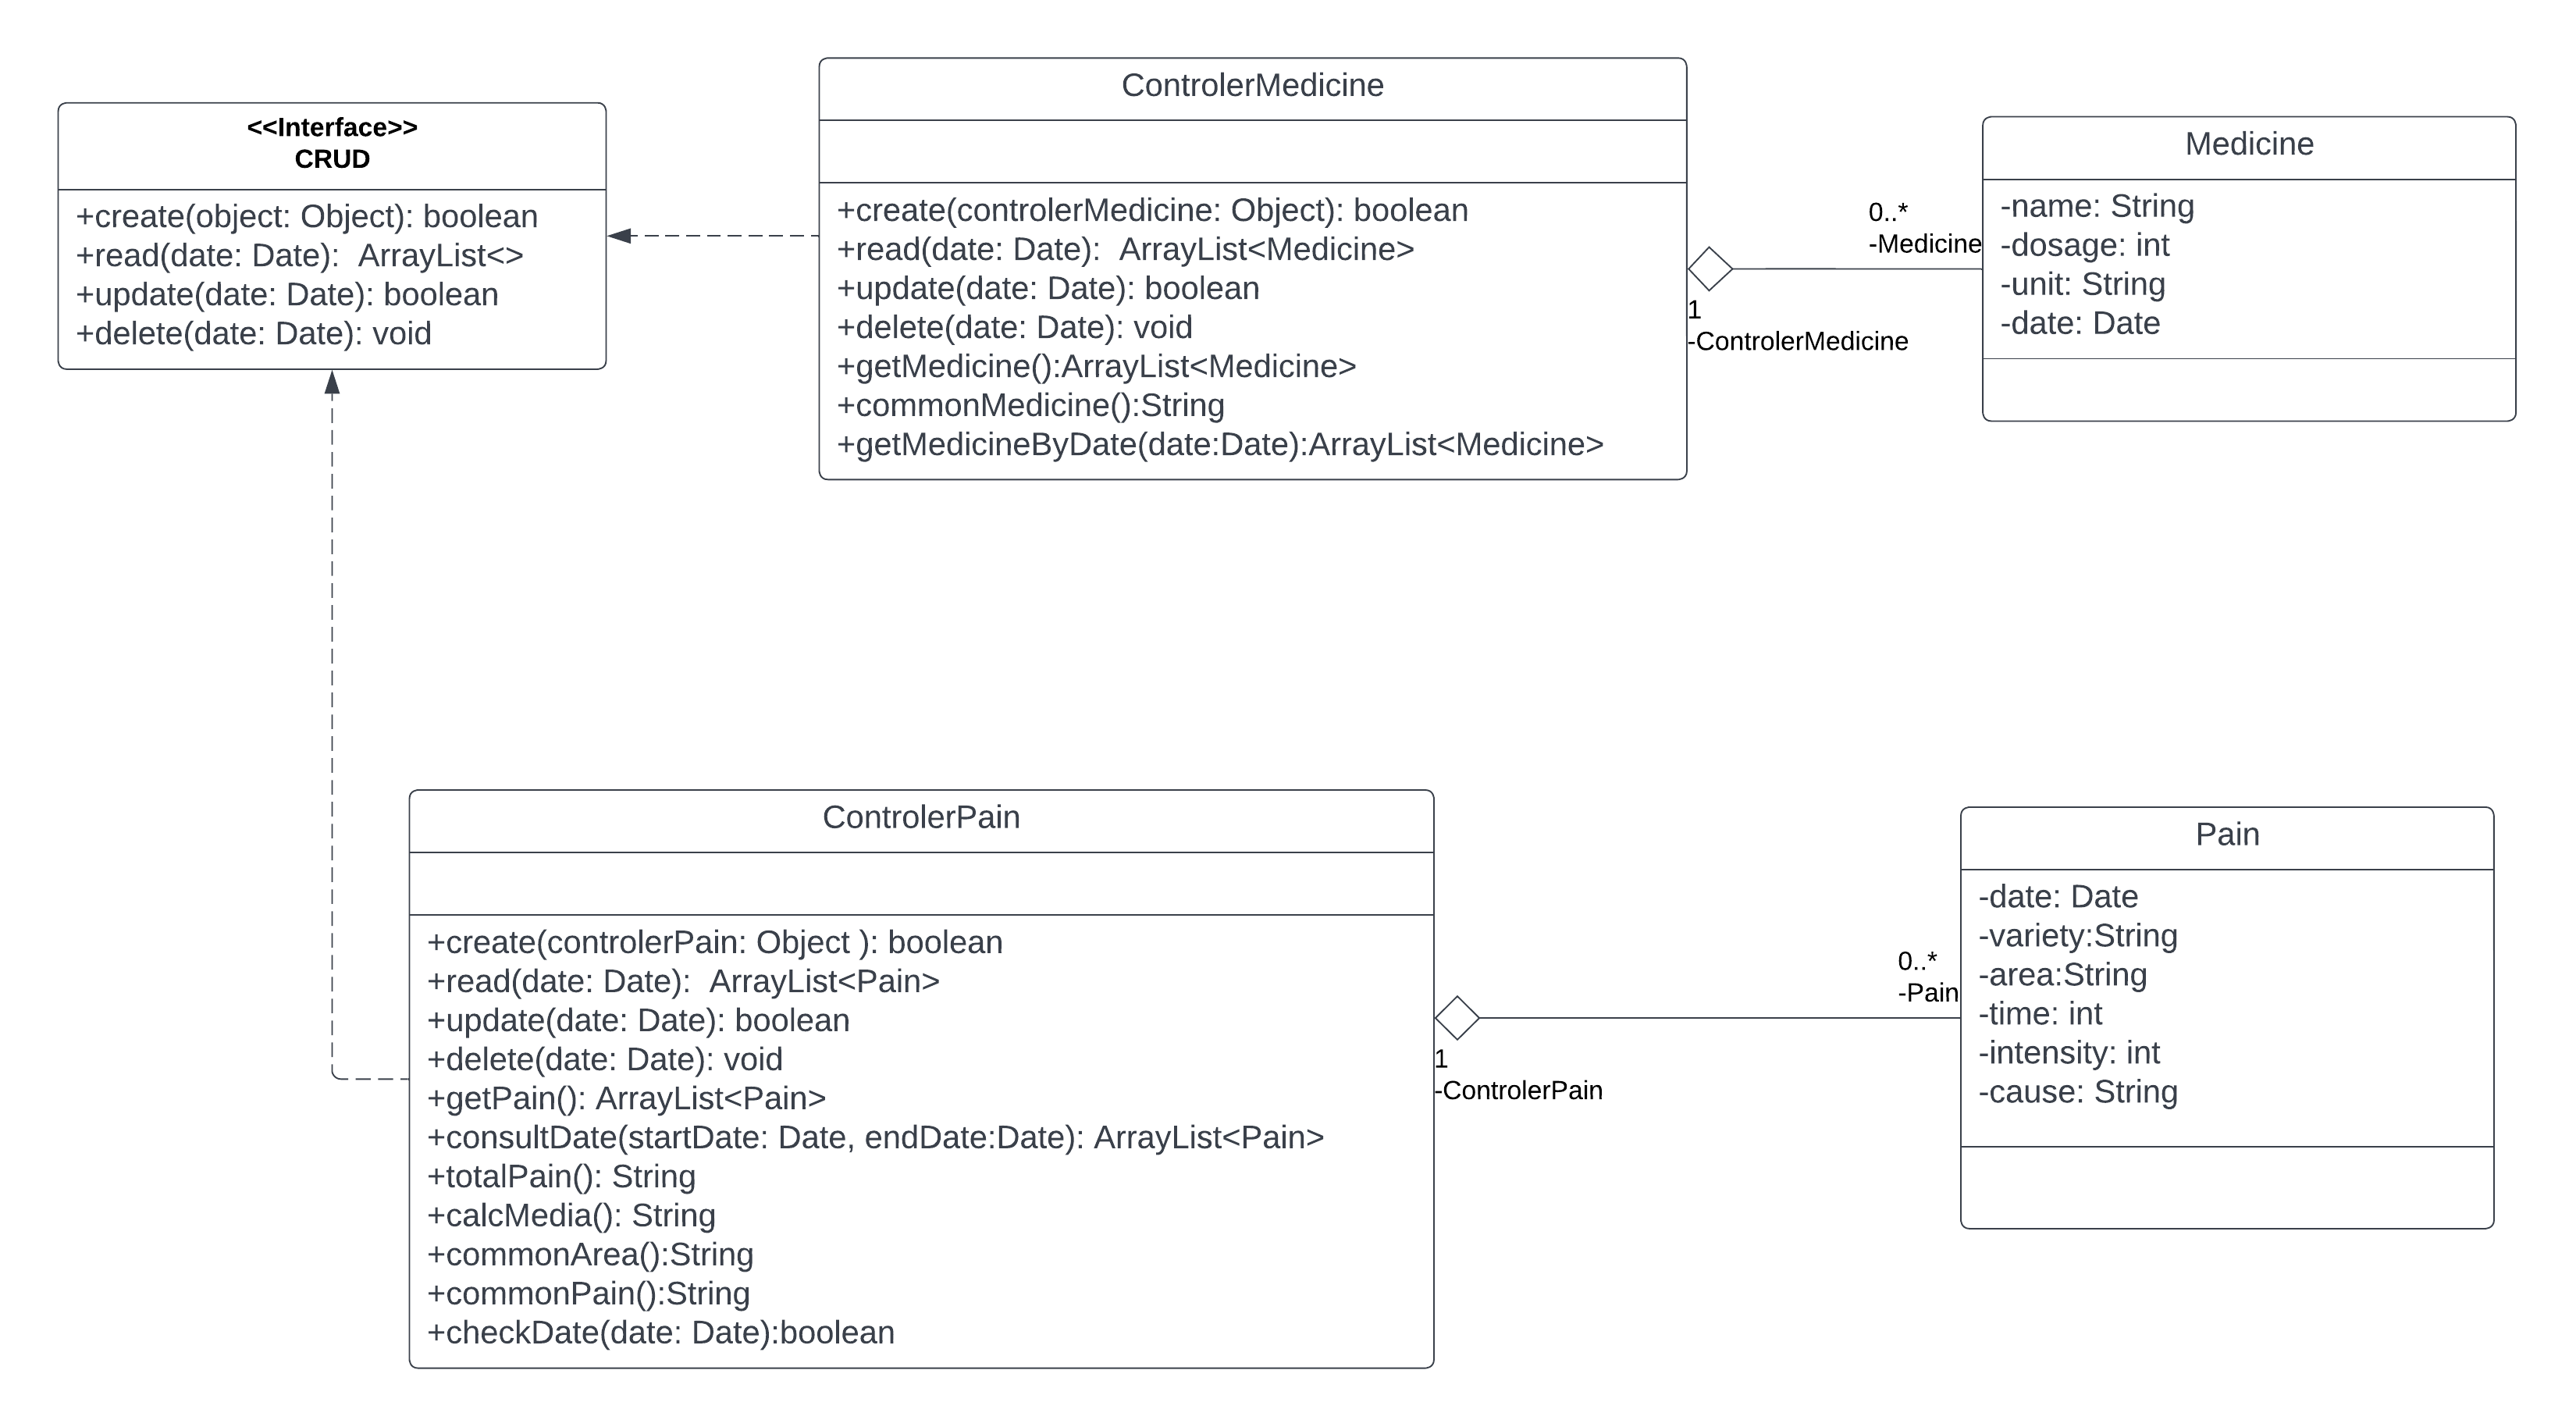 <<Interface>>
CRUD
+create(object: Object): boolean
+read(date: Date):  ArrayList<>
+update(date: Date): boolean
+delete(date: Date): void
ControlerMedicine
+create(controlerMedicine: Object): boolean
+read(date: Date):  ArrayList<Medicine>
+update(date: Date): boolean
+delete(date: Date): void
+getMedicine():ArrayList<Medicine>
+commonMedicine():String
+getMedicineByDate(date:Date):ArrayList<Medicine>
0..*
-Medicine
1
-ControlerMedicine
Medicine
-name: String
-dosage: int
-unit: String
-date: Date
ControlerPain
+create(controlerPain: Object ): boolean
+read(date: Date):  ArrayList<Pain>
+update(date: Date): boolean
+delete(date: Date): void
+getPain(): ArrayList<Pain>
+consultDate(startDate: Date, endDate:Date): ArrayList<Pain>
+totalPain(): String
+calcMedia(): String
+commonArea():String
+commonPain():String
+checkDate(date: Date):boolean
0..*
-Pain
1
-ControlerPain
Pain
-date: Date
-variety:String
-area:String
-time: int
-intensity: int
-cause: String